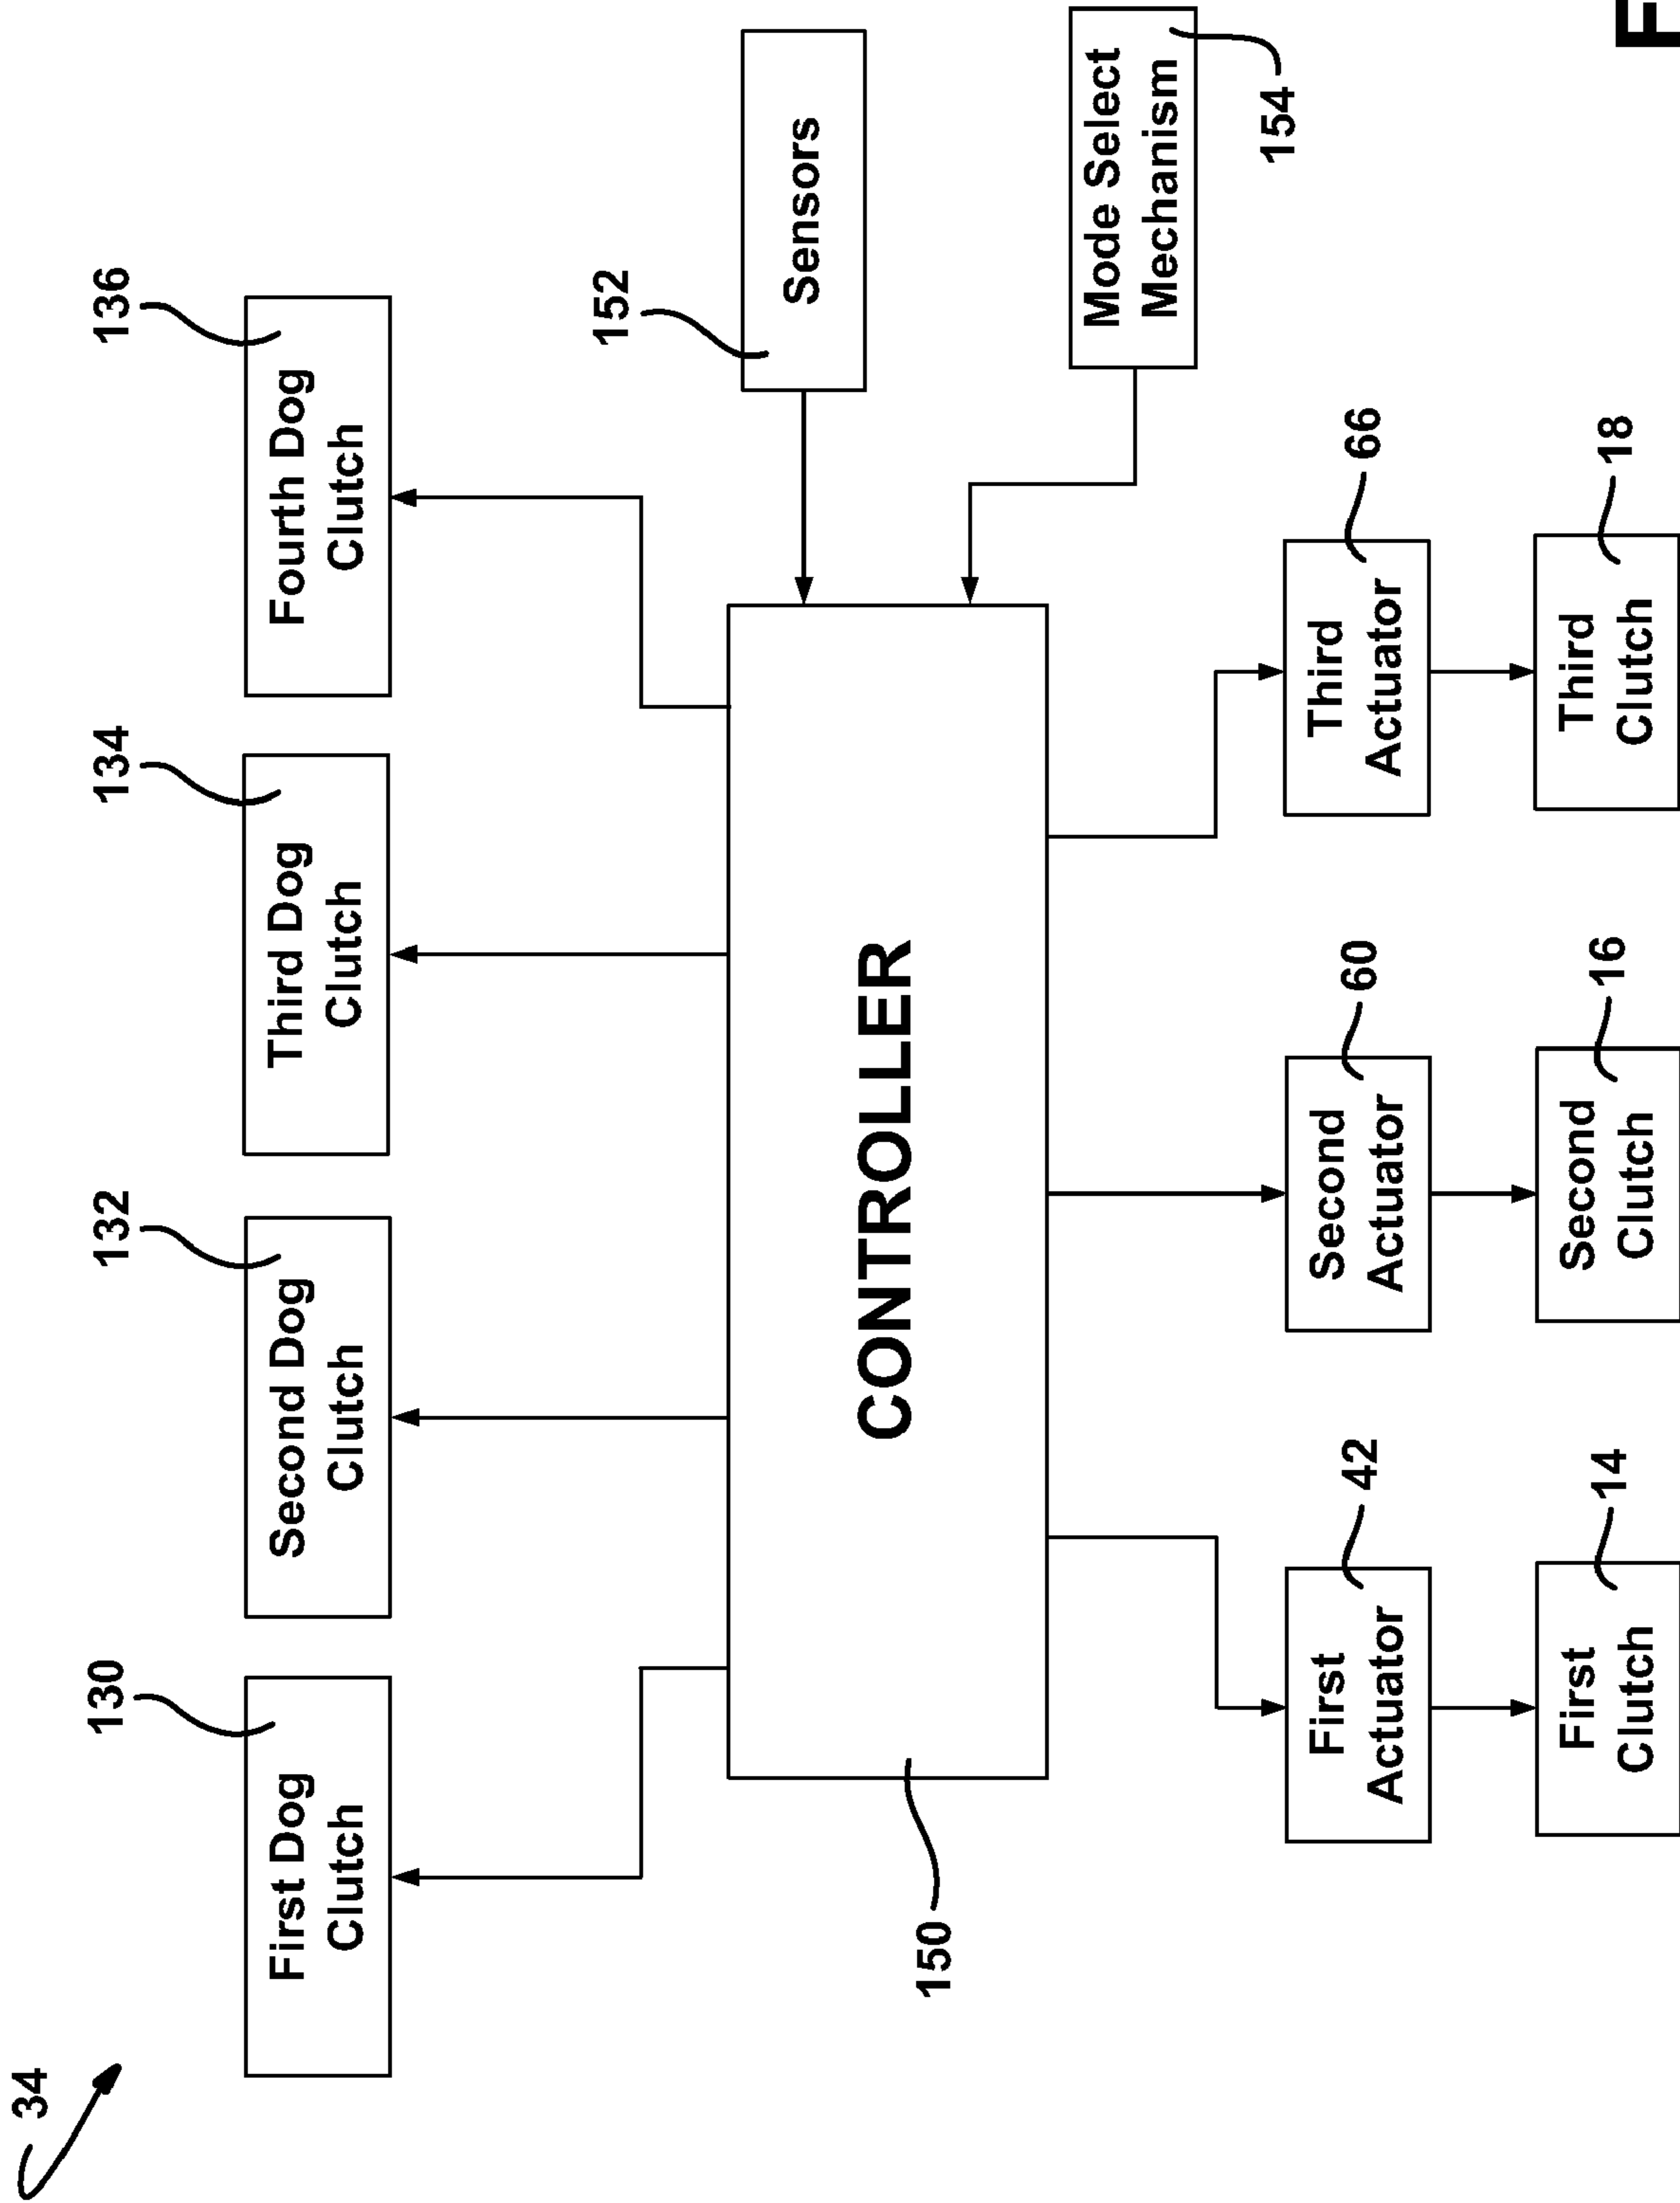 34
130
132
134
136
First Dog
Clutch
Second Dog
Clutch
Third Dog
Clutch
Fourth Dog
Clutch
152
Sensors
CONTROLLER
150
Mode Select
Mechanism
154
42
60
66
First
Actuator
Second
Actuator
Third
Actuator
14
16
18
First
Clutch
Second
Clutch
Third
Clutch